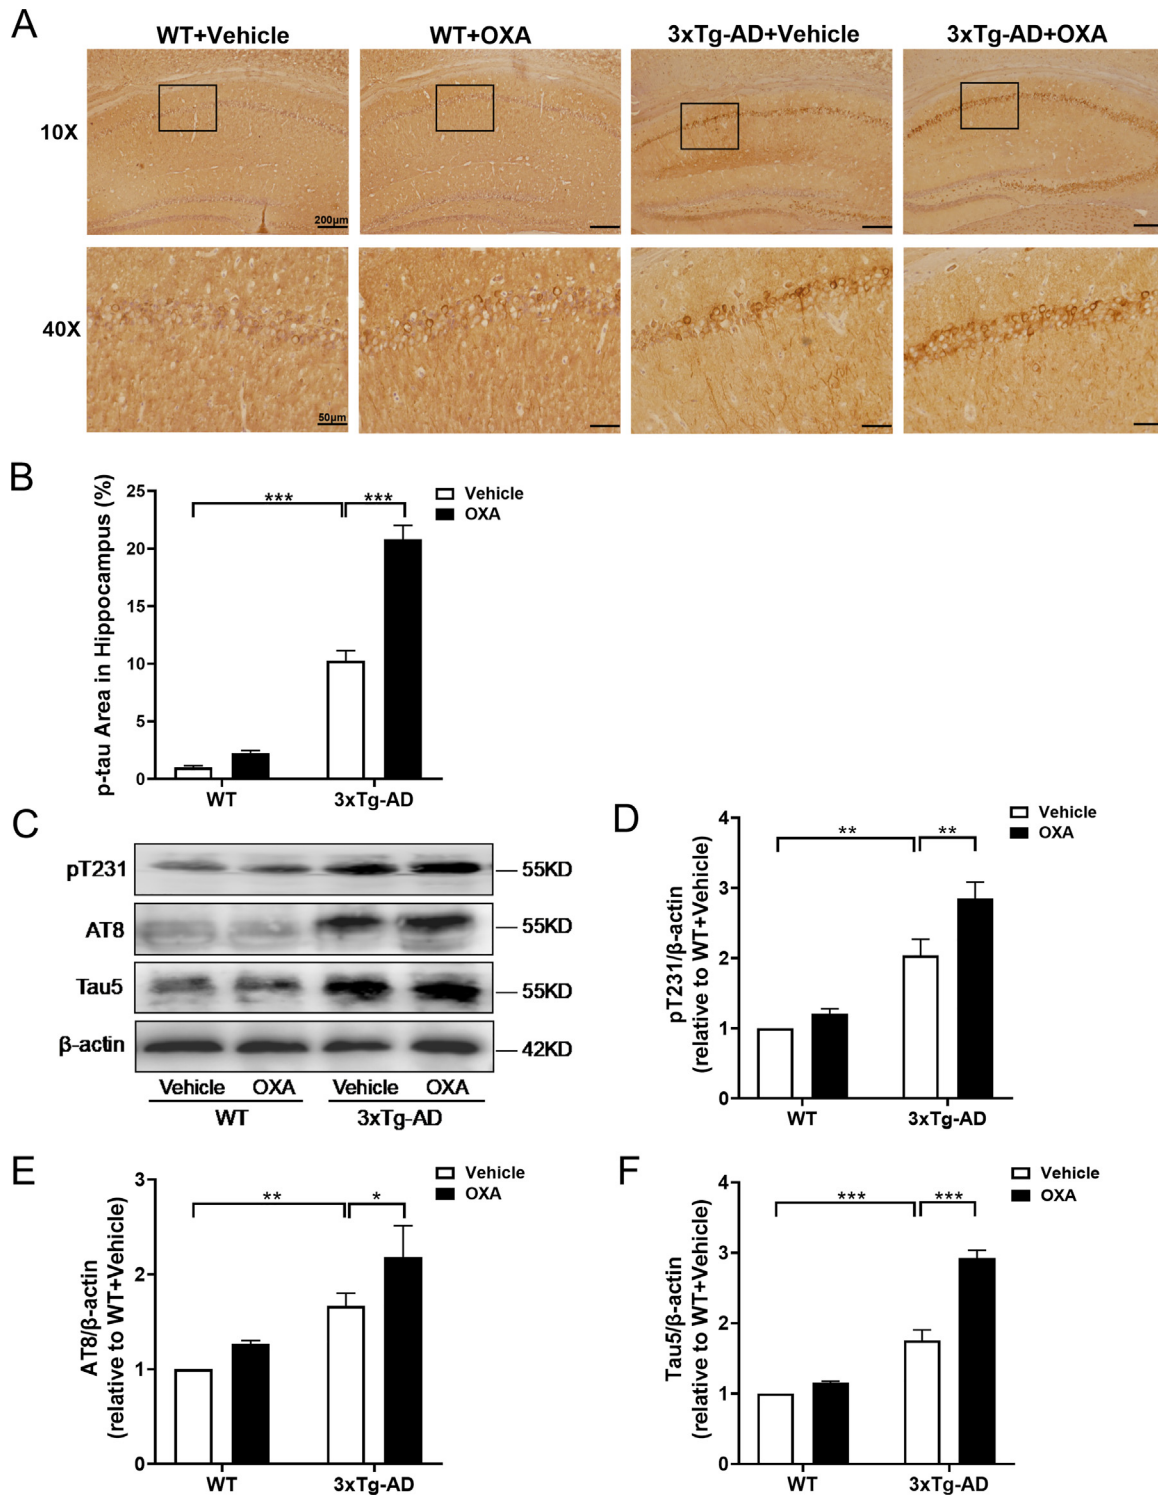 A
WT+Vehicle
WT+OXA
3xTg-AD+Vehicle
3xTg-AD+OXA
10X
200μm
40X
50μm
B
p-tau Area in Hippocampus (%)
25
20
15
10
5
0
***
***
Vehicle
OXA
WT
3xTg-AD
C
pT231
55KD
AT8
55KD
Tau5
55KD
β-actin
42KD
Vehicle
OXA
Vehicle
OXA
WT
3xTg-AD
D
pT231/β-actin
(relative to WT+Vehicle)
4
3
2
1
0
**
**
Vehicle
OXA
WT
3xTg-AD
E
AT8/β-actin
(relative to WT+Vehicle)
3
2
1
0
**
*
Vehicle
OXA
WT
3xTg-AD
F
Tau5/β-actin
(relative to WT+Vehicle)
4
3
2
1
0
***
***
Vehicle
OXA
WT
3xTg-AD